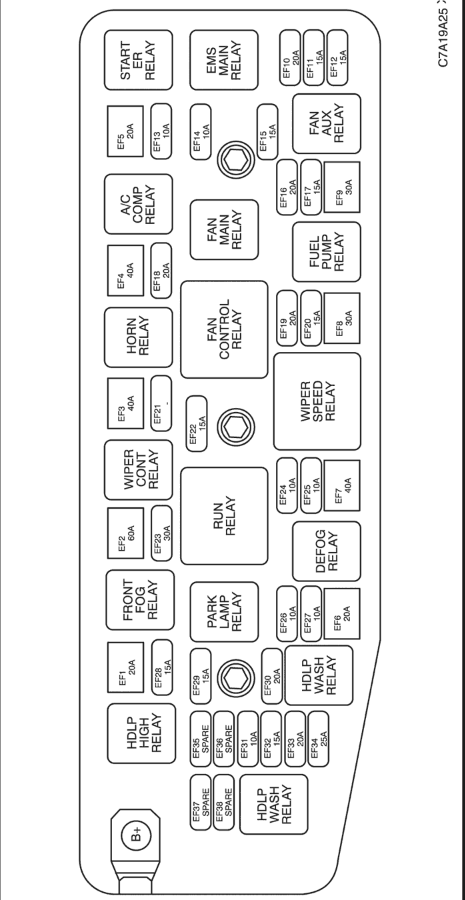 C7A19A25
START
ER
RELAY
EMS
MAIN
RELAY
EF10
20A
EF11
15A
EF12
15A
EF5
20A
EF13
10A
EF14
10A
EF15
15A
FAN
AUX
RELAY
A/C
COMP
RELAY
FAN
MAIN
RELAY
EF16
20A
EF17
15A
EF9
30A
FUEL
PUMP
RELAY
EF4
40A
EF18
20A
HORN
RELAY
FAN
CONTROL
RELAY
EF19
20A
EF20
15A
EF8
30A
EF3
40A
EF21
-
EF22
15A
WIPER
SPEED
RELAY
WIPER
CONT
RELAY
RUN
RELAY
EF24
10A
EF25
10A
EF7
40A
EF2
60A
EF23
30A
DEFOG
RELAY
FRONT
FOG
RELAY
PARK
LAMP
RELAY
EF26
10A
EF27
10A
EF6
20A
EF1
20A
EF28
15A
EF29
15A
EF30
20A
HDLP
WASH
RELAY
HDLP
HIGH
RELAY
EF35
SPARE
EF36
SPARE
EF31
10A
EF32
15A
EF33
20A
EF34
25A
EF37
SPARE
EF38
SPARE
HDLP
WASH
RELAY
B+